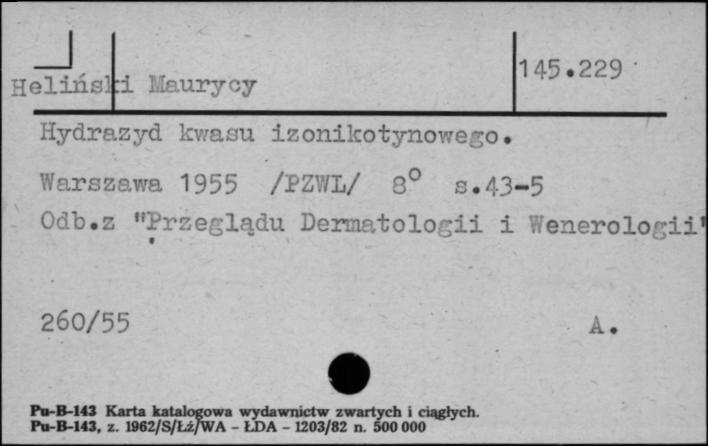 145.229
Heliński Maurycy
Hydrazyd kwasu izonikotynowego.
Warszawa 1955 /PZWL/ 8° s.43-5
Odb.z "Przeglądu Dermatologii i Wenerologii"
260/55 A.
Pu-B-143 Karta katalogowa wydawnictw zwartych i ciągłych.
Pu-B-143, z. 1962/S/Łź/WA - ŁDA - 1203/82 n. 500 000